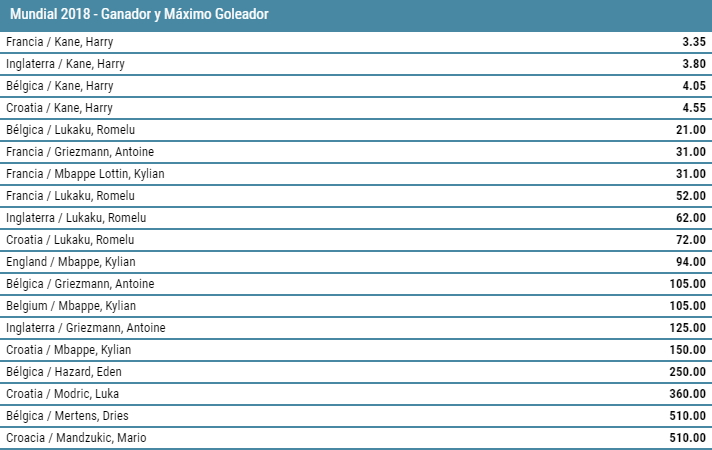 Mundial 2018 - Ganador y Máximo Goleador
Francia / Kane, Harry 3.35
Inglaterra / Kane, Harry 3.80
Bélgica / Kane, Harry 4.05
Croatia / Kane, Harry 4.55
Bélgica / Lukaku, Romelu 21.00
Francia / Griezmann, Antoine 31.00
Francia / Mbappe Lottin, Kylian 31.00
Francia / Lukaku, Romelu 52.00
Inglaterra / Lukaku, Romelu 62.00
Croatia / Lukaku, Romelu 72.00
England / Mbappe, Kylian 94.00
Bélgica / Griezmann, Antoine 105.00
Belgium / Mbappe, Kylian 105.00
Inglaterra / Griezmann, Antoine 125.00
Croatia / Mbappe, Kylian 150.00
Bélgica / Hazard, Eden 250.00
Croatia / Modric, Luka 360.00
Bélgica / Mertens, Dries 510.00
Croacia / Mandzukic, Mario 510.00